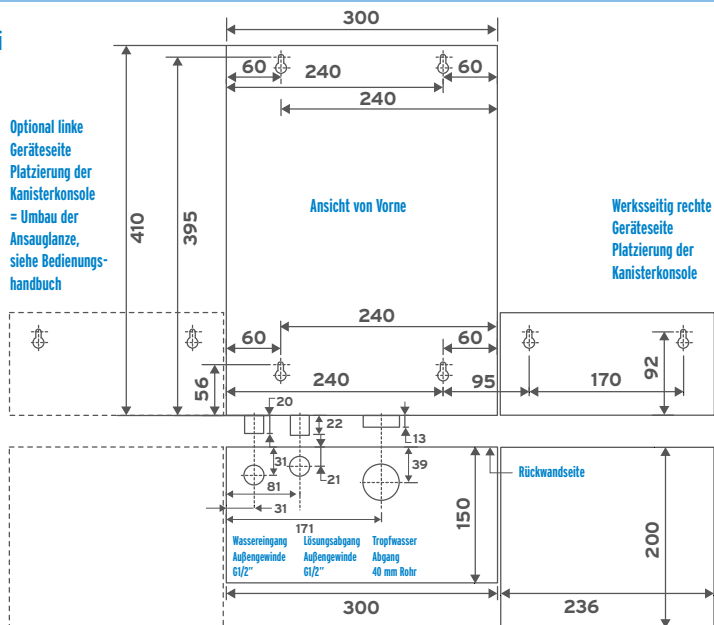 i
300
60
240
60
240
Optional linke
Geräteseite
Platzierung der
Kanisterkonsole
= Umbau der
Ansauglanze,
siehe Bedienungs-
handbuch
410
395
Ansicht von Vorne
Werksseitig rechte
Geräteseite
Platzierung der
Kanisterkonsole
240
60
60
56
240
95
170
92
20
22
13
31
21
39
81
31
171
Rückwandseite
150
200
Wassereingang
Außengewinde
G1/2"
Lösungsabgang
Außengewinde
G1/2"
Tropfwasser
Abgang
40 mm Rohr
300
236